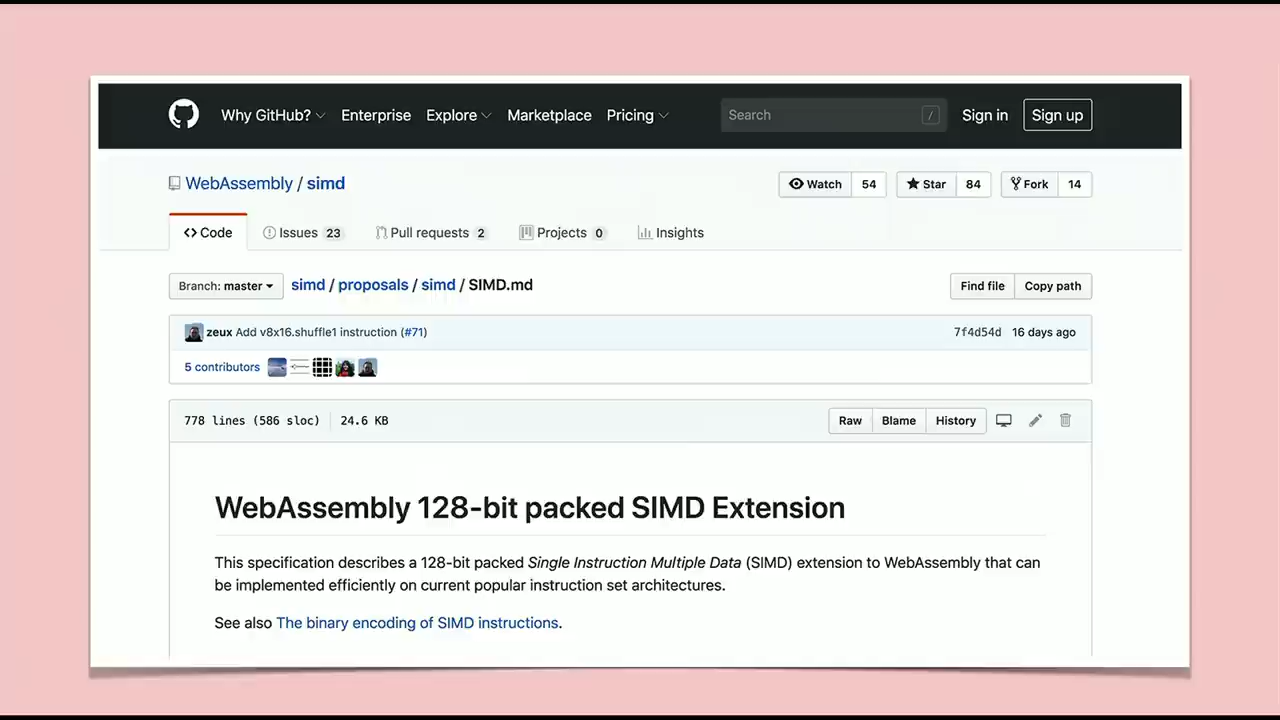 Why GitHub? Enterprise Explore Marketplace Pricing Search / Sign in Sign up
WebAssembly / simd Watch 54 Star 84 Fork 14
<> Code Issues 23 Pull requests 2 Projects 0 Insights
Branch: master simd / proposals / simd / SIMD.md Find file Copy path
zeux Add v8x16.shuffle1 instruction (#71) 7f4d54d 16 days ago
5 contributors
778 lines (586 sloc) 24.6 KB Raw Blame History
WebAssembly 128-bit packed SIMD Extension
This specification describes a 128-bit packed Single Instruction Multiple Data (SIMD) extension to WebAssembly that can
be implemented efficiently on current popular instruction set architectures.
See also The binary encoding of SIMD instructions.